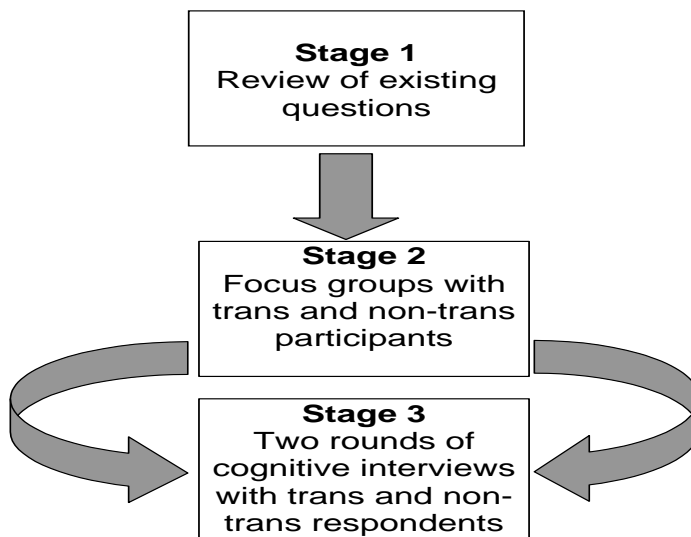 Stage 1
Review of existing
questions
Stage 2
Focus groups with
trans and non-trans
participants
Stage 3
Two rounds of
cognitive interviews
with trans and non-
trans respondents